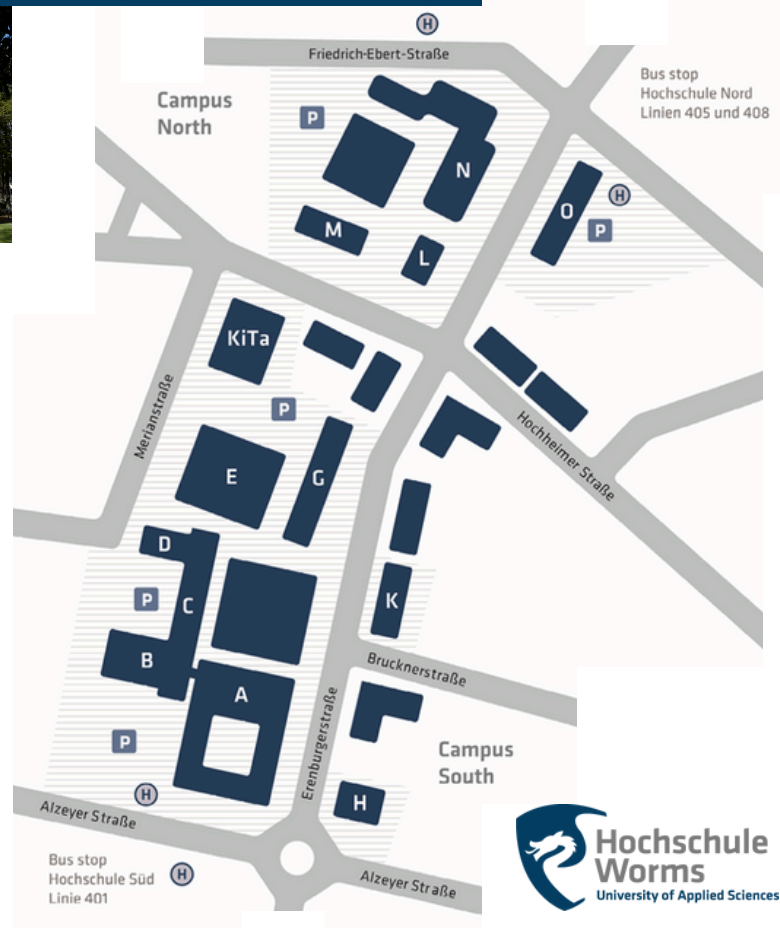 H
Friedrich-Ebert-Straße
Bus stop
Hochschule Nord
Linien 405 und 408
Campus
North
P
N
H
O
P
M
L
KiTa
Merianstraße
P
Hochheimer Straße
E
G
D
P
C
K
B
Brucknerstraße
A
Erenburgerstraße
P
Campus
South
H
H
Alzeyer Straße
Bus stop
Hochschule Süd
Linie 401
H
Alzeyer Straße
Hochschule
Worms
University of Applied Sciences